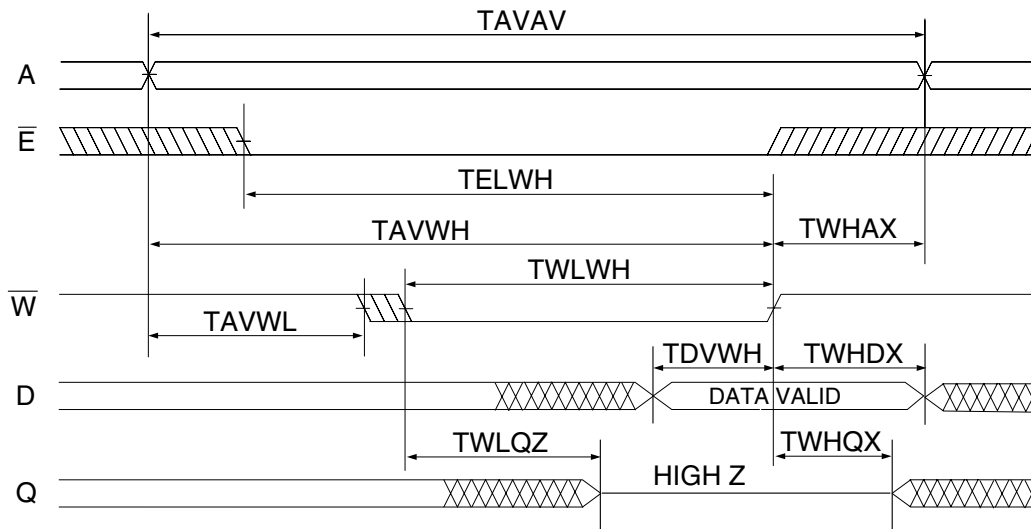 TAVAV
A
E̅
TELWH
TAVWH
TWHAX
TWLWH
W̅
TAVWL
TDVWH
TWHDX
D
DATA VALID
TWLQZ
TWHQX
HIGH Z
Q